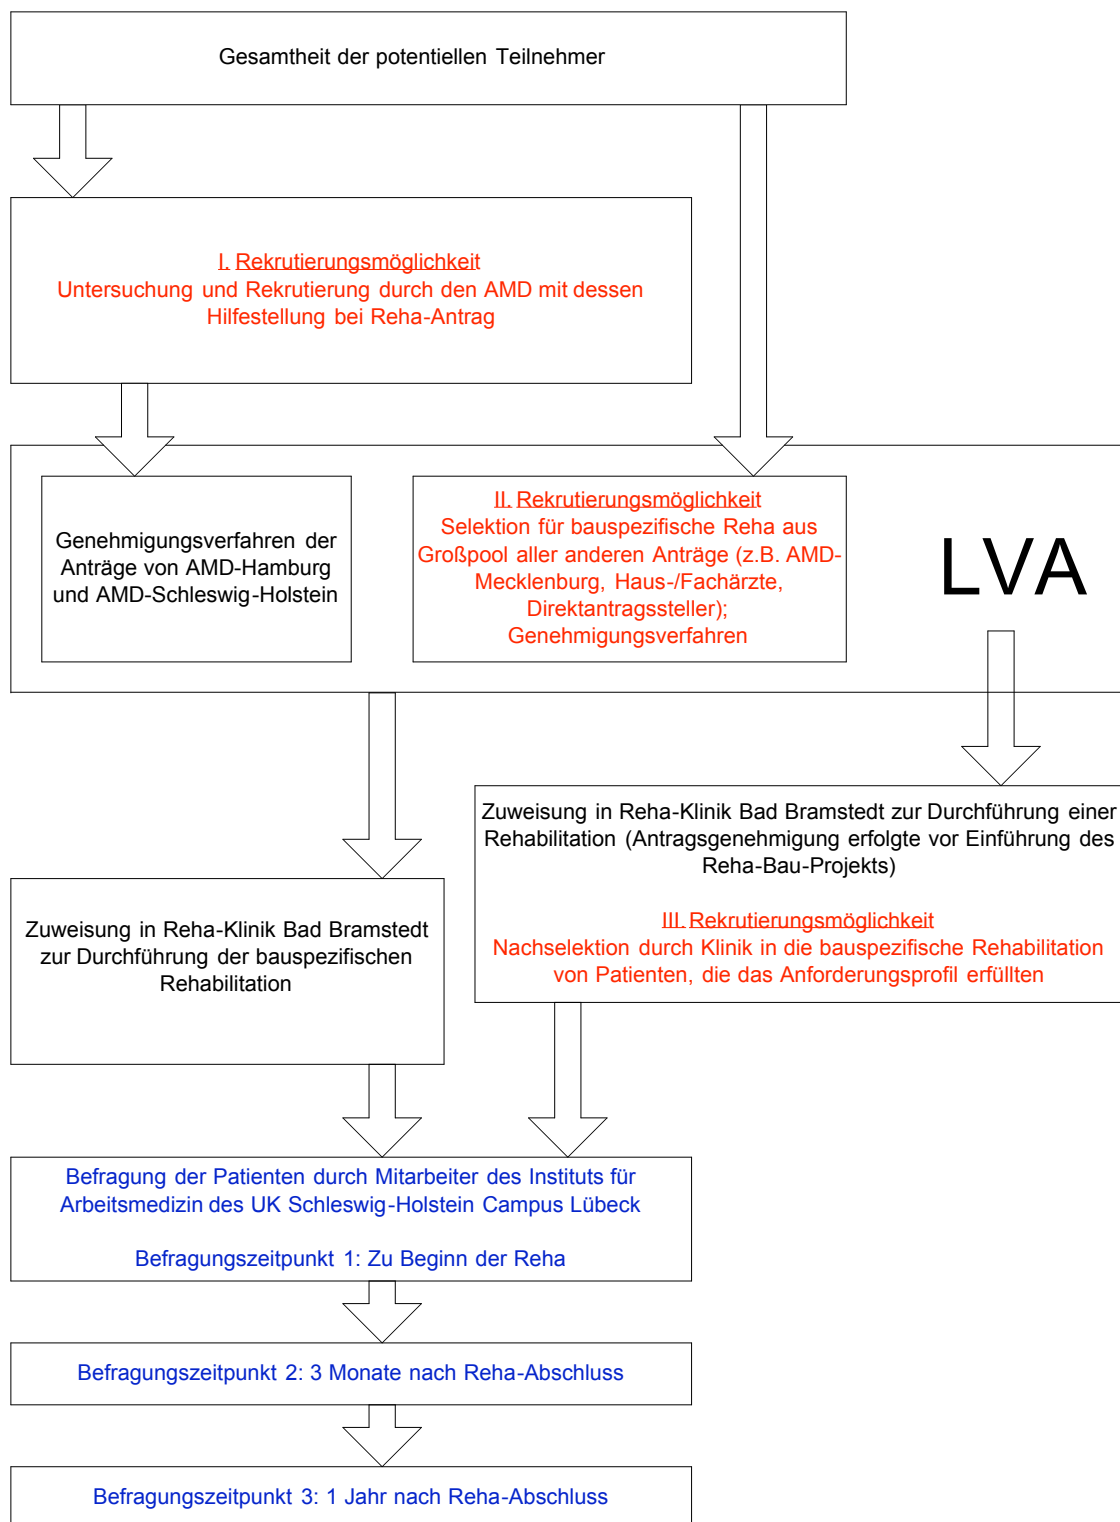 Gesamtheit der potentiellen Teilnehmer
I. Rekrutierungsmöglichkeit
Untersuchung und Rekrutierung durch den AMD mit dessen
Hilfestellung bei Reha-Antrag
Genehmigungsverfahren der
Anträge von AMD-Hamburg
und AMD-Schleswig-Holstein
II. Rekrutierungsmöglichkeit
Selektion für bauspezifische Reha aus
Großpool aller anderen Anträge (z.B. AMD-
Mecklenburg, Haus-/Fachärzte,
Direktantragssteller);
Genehmigungsverfahren
LVA
Zuweisung in Reha-Klinik Bad Bramstedt zur Durchführung einer
Rehabilitation (Antragsgenehmigung erfolgte vor Einführung des
Reha-Bau-Projekts)
III. Rekrutierungsmöglichkeit
Nachselektion durch Klinik in die bauspezifische Rehabilitation
von Patienten, die das Anforderungsprofil erfüllten
Zuweisung in Reha-Klinik Bad Bramstedt
zur Durchführung der bauspezifischen
Rehabilitation
Befragung der Patienten durch Mitarbeiter des Instituts für
Arbeitsmedizin des UK Schleswig-Holstein Campus Lübeck
Befragungszeitpunkt 1: Zu Beginn der Reha
Befragungszeitpunkt 2: 3 Monate nach Reha-Abschluss
Befragungszeitpunkt 3: 1 Jahr nach Reha-Abschluss